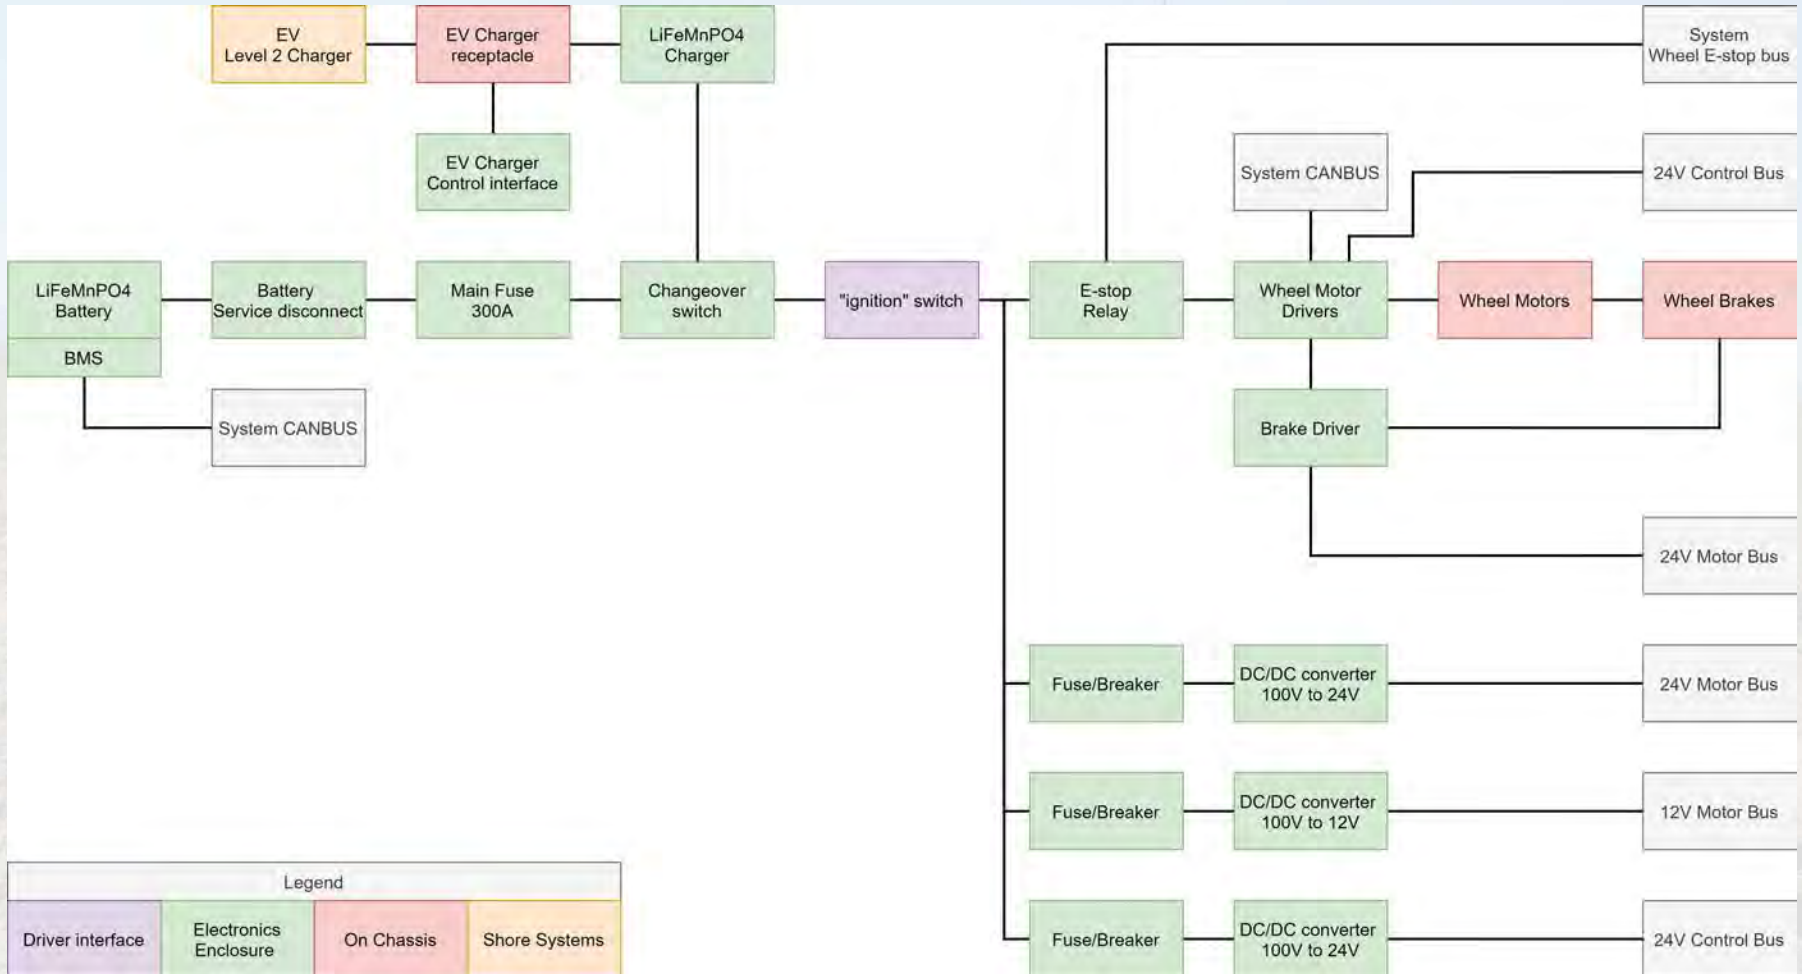 EV
Level 2 Charger
EV Charger
receptacle
LiFeMnPO4
Charger
System
Wheel E-stop bus
EV Charger
Control interface
System CANBUS
24V Control Bus
LiFeMnPO4
Battery
BMS
Battery
Service disconnect
Main Fuse
300A
Changeover
switch
"ignition" switch
E-stop
Relay
Wheel Motor
Drivers
Wheel Motors
Wheel Brakes
System CANBUS
Brake Driver
24V Motor Bus
Fuse/Breaker
DC/DC converter
100V to 24V
24V Motor Bus
Fuse/Breaker
DC/DC converter
100V to 12V
12V Motor Bus
Fuse/Breaker
DC/DC converter
100V to 24V
24V Control Bus
Legend
Driver interface
Electronics
Enclosure
On Chassis
Shore Systems